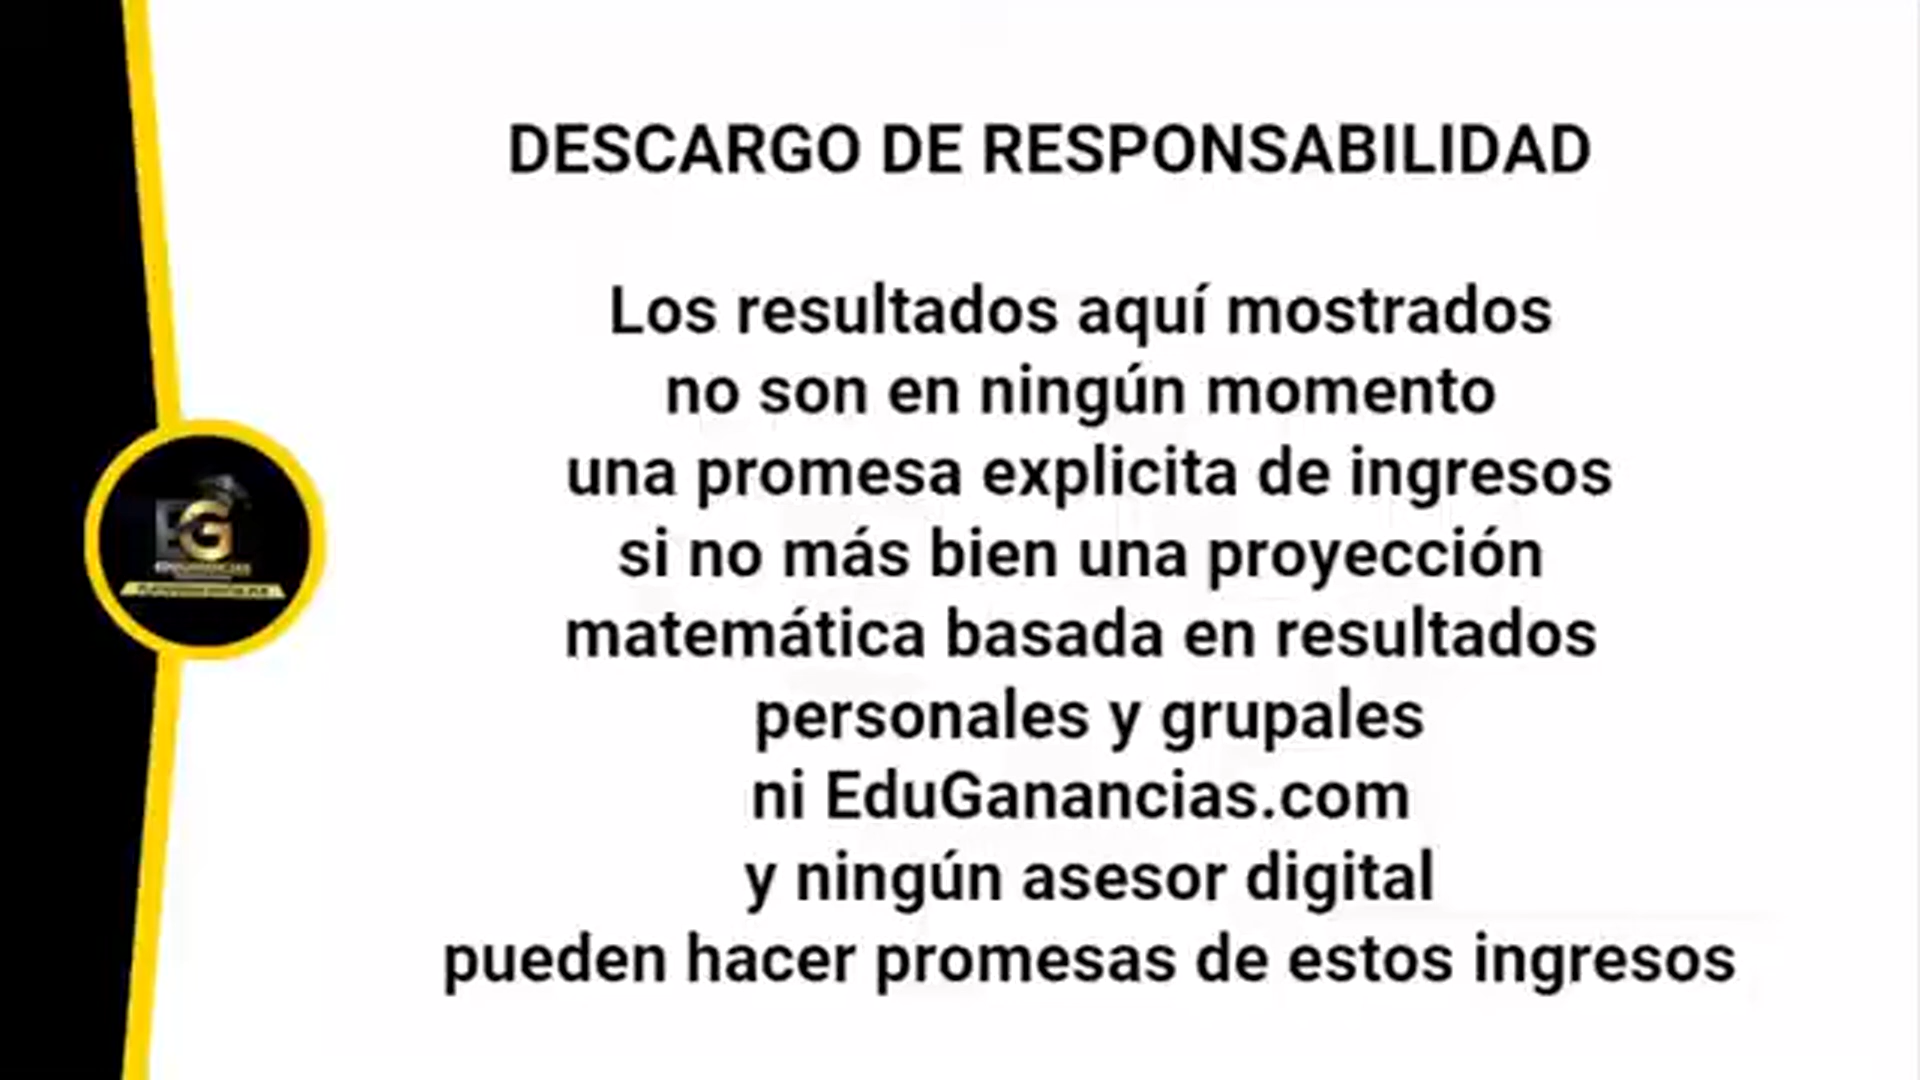 DESCARGO DE RESPONSABILIDAD
Los resultados aquí mostrados
no son en ningún momento
una promesa explicita de ingresos
si no más bien una proyección
matemática basada en resultados
personales y grupales
ni EduGanancias.com
y ningún asesor digital
pueden hacer promesas de estos ingresos
EG
EDUGANANCIAS